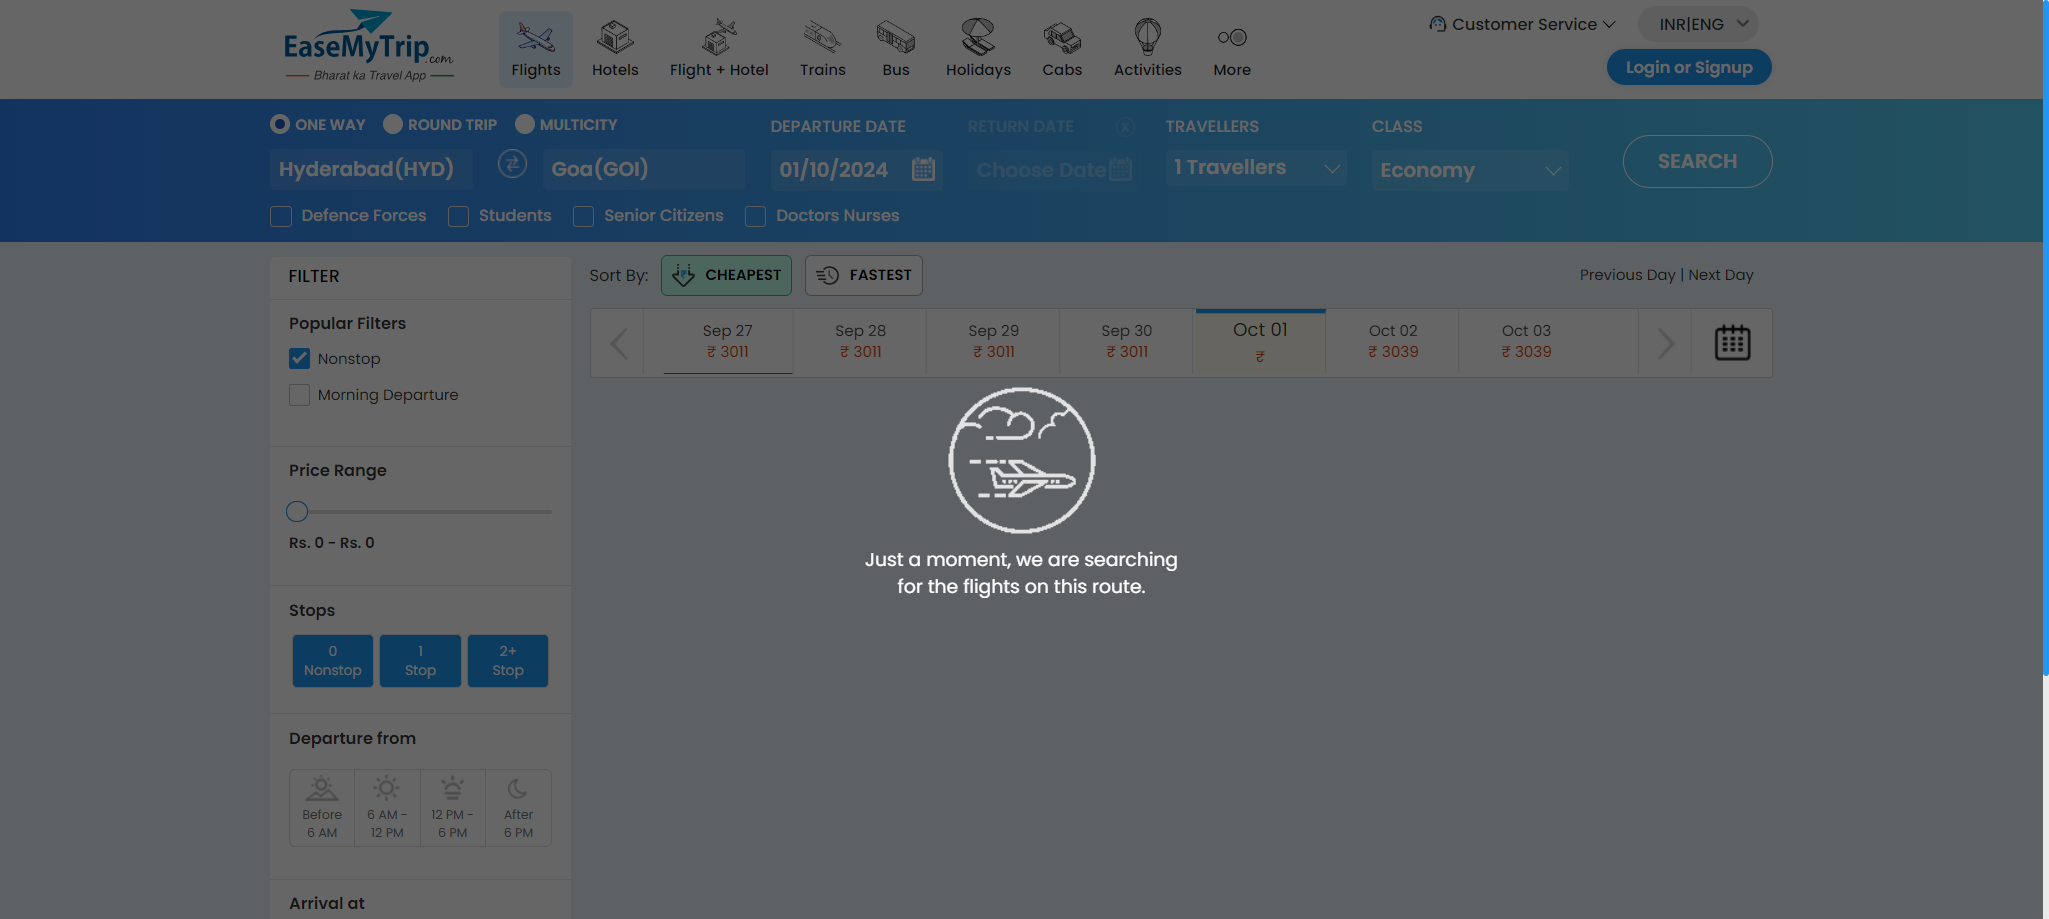 EaseMyTrip.com
Bharat ka Travel App
Flights
Hotels
Flight + Hotel
Trains
Bus
Holidays
Cabs
Activities
More
Customer Service
INR|ENG
Login or Signup
ONE WAY
ROUND TRIP
MULTICITY
DEPARTURE DATE
RETURN DATE
X
TRAVELLERS
CLASS
Hyderabad(HYD)
Goa(GOI)
01/10/2024
Choose Date
1 Travellers
Economy
SEARCH
Defence Forces
Students
Senior Citizens
Doctors Nurses
FILTER
Popular Filters
Nonstop
Morning Departure
Price Range
Rs. 0 - Rs. 0
Stops
0
Nonstop
1
Stop
2+
Stop
Departure from
Before
6 AM
6 AM -
12 PM
12 PM -
6 PM
After
6 PM
Arrival at
Sort By:
CHEAPEST
FASTEST
Previous Day | Next Day
Sep 27
₹ 3011
Sep 28
₹ 3011
Sep 29
₹ 3011
Sep 30
₹ 3011
Oct 01
₹
Oct 02
₹ 3039
Oct 03
₹ 3039
Just a moment, we are searching
for the flights on this route.